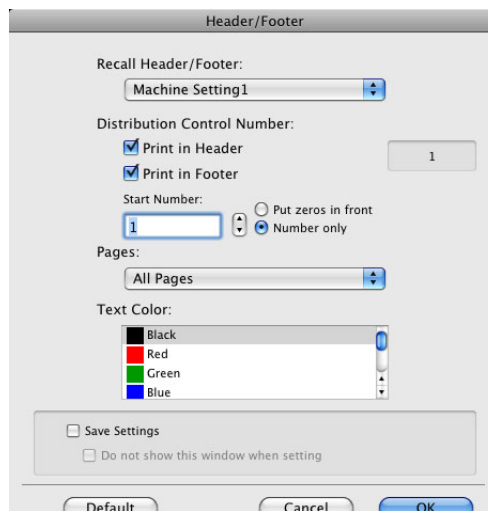 Header/Footer
Recall Header/Footer:
Machine Setting1
Distribution Control Number:
Print in Header
1
Print in Footer
Start Number:
Put zeros in front
1
Number only
Pages:
All Pages
Text Color:
Black
Red
Green
Blue
Save Settings
Do not show this window when setting
Default Cancel OK